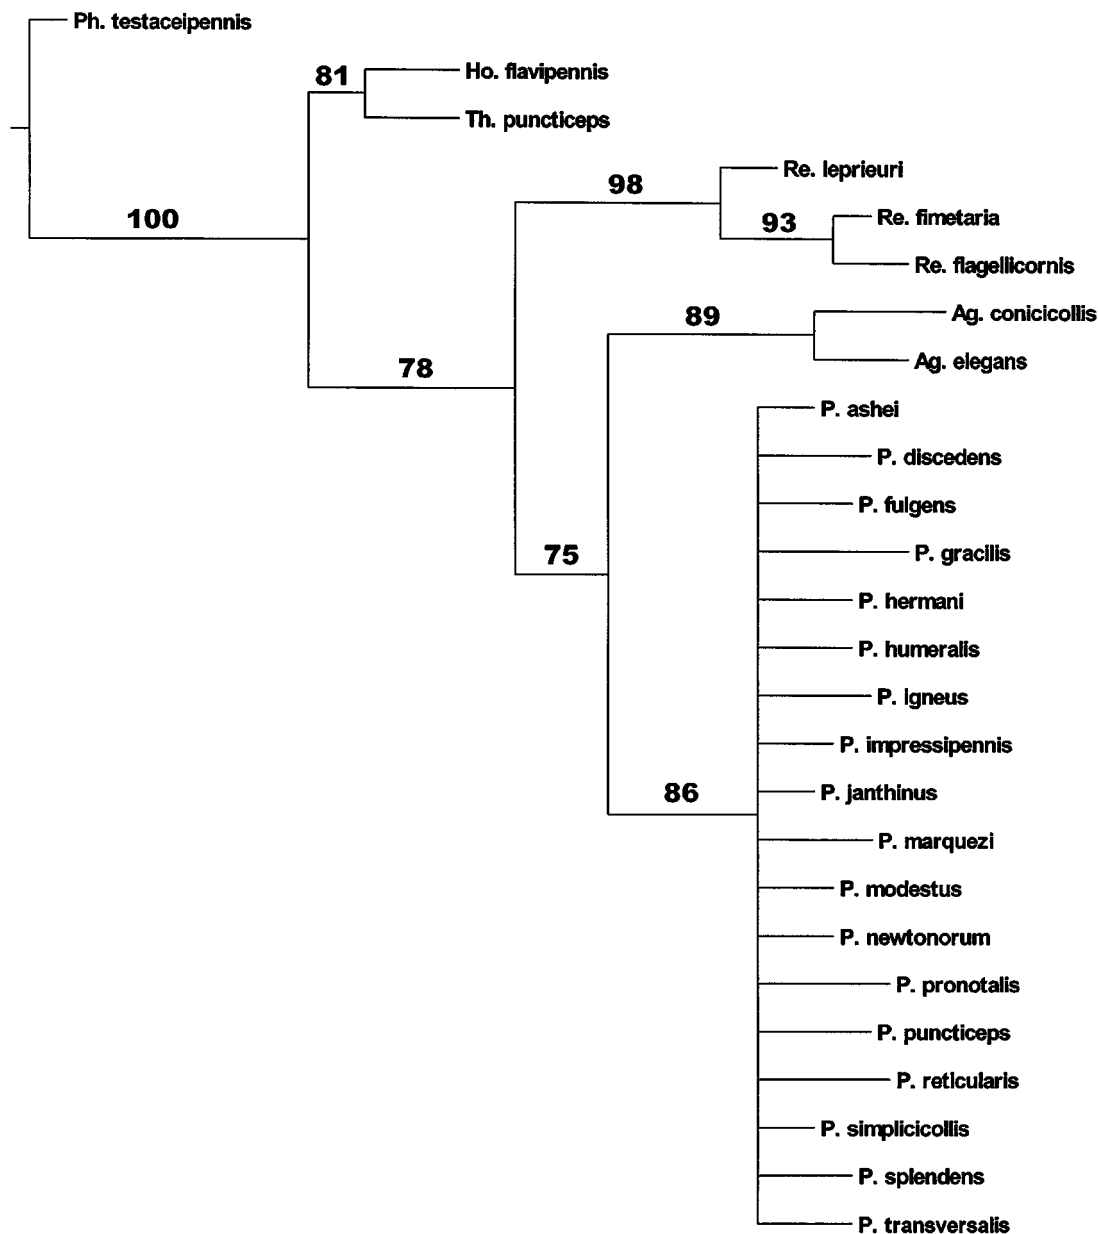 Ph. testaceipennis
81
Ho. flavipennis
Th. puncticeps
Re. leprieuri
98
100
93
Re. fimetaria
Re. flagellicornis
89
Ag. conicicollis
78
Ag. elegans
P. ashei
P. discedens
P. fulgens
75
P. gracilis
P. hermani
P. humeralis
P. igneus
P. impressipennis
86
P. janthinus
P. marquezi
P. modestus
P. newtonorum
P. pronotalis
P. puncticeps
P. reticularis
P. simplicicollis
P. splendens
P. transversalis